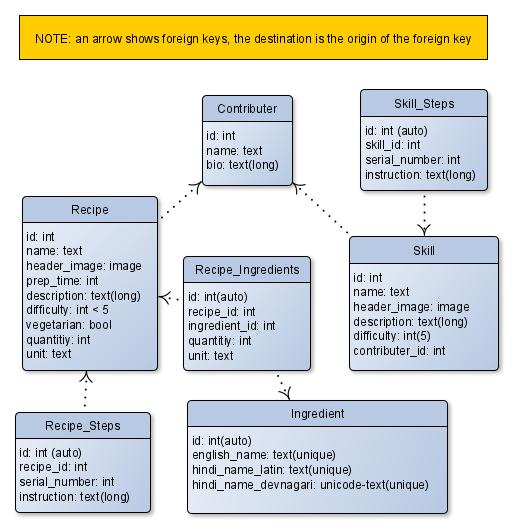 NOTE: an arrow shows foreign keys, the destination is the origin of the foreign key
Contributer
id: int
name: text
bio: text(long)
Skill_Steps
id: int (auto)
skill_id: int
serial_number: int
instruction: text(long)
Recipe
id: int
name: text
header_image: image
prep_time: int
description: text(long)
difficulty: int < 5
vegetarian: bool
quantitiy: int
unit: text
Recipe_Ingredients
id: int(auto)
recipe_id: int
ingredient_id: int
quantitiy: int
unit: text
Skill
id: int
name: text
header_image: image
description: text(long)
difficulty: int(5)
contributer_id: int
Recipe_Steps
id: int (auto)
recipe_id: int
serial_number: int
instruction: text(long)
Ingredient
id: int(auto)
english_name: text(unique)
hindi_name_latin: text(unique)
hindi_name_devnagari: unicode-text(unique)